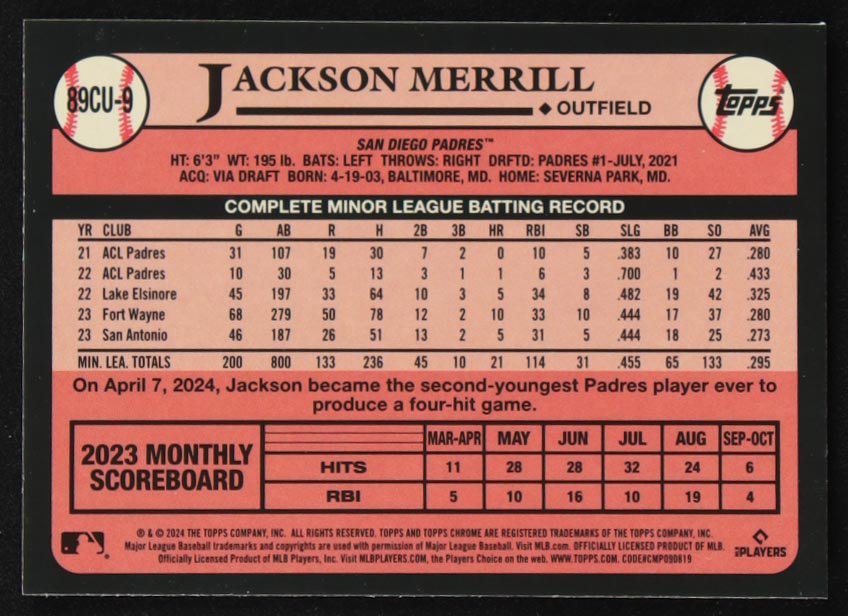 89CU-9
JACKSON MERRILL
OUTFIELD
Topps
SAN DIEGO PADRES™
HT: 6'3" WT: 195 lb. BATS: LEFT THROWS: RIGHT DRFTD: PADRES #1-JULY, 2021
ACQ: VIA DRAFT BORN: 4-19-03, BALTIMORE, MD. HOME: SEVERNA PARK, MD.
COMPLETE MINOR LEAGUE BATTING RECORD
YR CLUB G AB R H 2B 3B HR RBI SB SLG BB SO AVG
21 ACL Padres 31 107 19 30 7 2 0 10 5 .383 10 27 .280
22 ACL Padres 10 30 5 13 3 1 1 6 3 .700 1 2 .433
22 Lake Elsinore 45 197 33 64 10 3 5 34 8 .482 19 42 .325
23 Fort Wayne 68 279 50 78 12 2 10 33 10 .444 17 37 .280
23 San Antonio 46 187 26 51 13 2 5 31 5 .444 18 25 .273
MIN. LEA. TOTALS 200 800 133 236 45 10 21 114 31 .455 65 133 .295
On April 7, 2024, Jackson became the second-youngest Padres player ever to
produce a four-hit game.
2023 MONTHLY
SCOREBOARD
MAR-APR MAY JUN JUL AUG SEP-OCT
HITS 11 28 28 32 24 6
RBI 5 10 16 10 19 4
® & © 2024 THE TOPPS COMPANY, INC. ALL RIGHTS RESERVED. TOPPS AND TOPPS CHROME ARE REGISTERED TRADEMARKS OF THE TOPPS COMPANY, INC.
Major League Baseball trademarks and copyrights are used with permission of Major League Baseball. Visit MLB.com. OFFICIALLY LICENSED PRODUCT OF MLB.
Officially Licensed Product of MLB Players, Inc. Visit MLBPLAYERS.COM, the Players Choice on the web. WWW.TOPPS.COM. CODE#CMP090819
PLAYERS